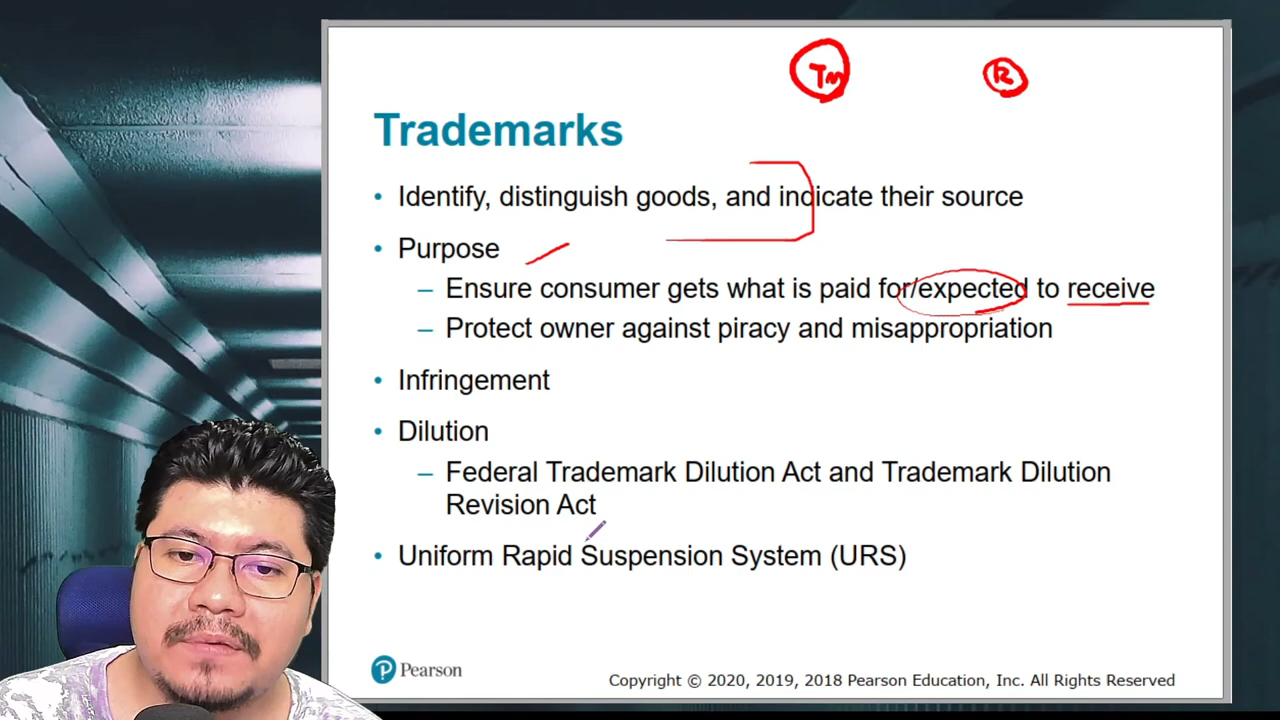 TM R
Trademarks
• Identify, distinguish goods, and indicate their source
• Purpose
– Ensure consumer gets what is paid for/expected to receive
– Protect owner against piracy and misappropriation
• Infringement
• Dilution
– Federal Trademark Dilution Act and Trademark Dilution
Revision Act
• Uniform Rapid Suspension System (URS)
P Pearson
Copyright © 2020, 2019, 2018 Pearson Education, Inc. All Rights Reserved